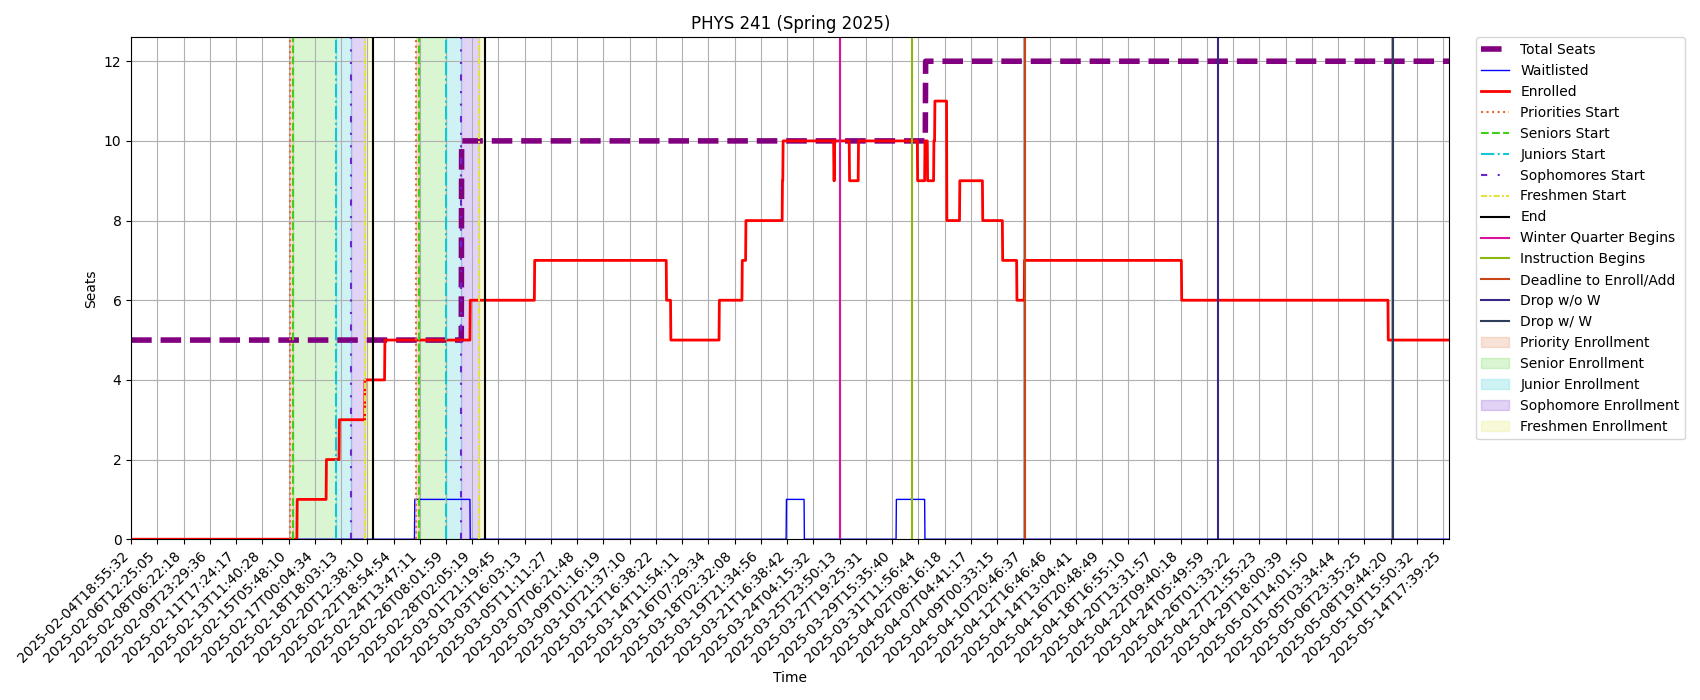 PHYS 241 (Spring 2025)
Seats
12
10
8
6
4
2
0
2025-02-04T18:55:32
2025-02-06T12:25:05
2025-02-08T06:22:18
2025-02-09T23:29:36
2025-02-11T17:24:17
2025-02-13T11:40:28
2025-02-15T05:48:10
2025-02-17T00:04:34
2025-02-18T18:03:13
2025-02-20T12:38:10
2025-02-22T18:54:54
2025-02-24T13:47:11
2025-02-26T08:01:59
2025-02-28T02:05:19
2025-03-01T21:19:45
2025-03-03T16:03:13
2025-03-05T11:11:27
2025-03-07T06:21:48
2025-03-09T01:16:19
2025-03-10T21:37:10
2025-03-12T16:38:22
2025-03-14T11:54:11
2025-03-16T07:29:34
2025-03-18T02:32:08
2025-03-19T21:34:56
2025-03-21T16:38:42
2025-03-24T04:15:32
2025-03-25T23:50:13
2025-03-27T19:25:31
2025-03-29T15:35:40
2025-03-31T11:56:44
2025-04-02T08:16:18
2025-04-07T04:41:17
2025-04-09T00:33:15
2025-04-10T20:46:37
2025-04-12T16:46:46
2025-04-14T13:04:41
2025-04-16T20:48:49
2025-04-18T16:55:10
2025-04-20T13:31:57
2025-04-22T09:40:18
2025-04-24T05:49:59
2025-04-26T01:33:22
2025-04-27T21:55:23
2025-04-29T18:00:39
2025-05-01T14:01:50
2025-05-05T03:34:44
2025-05-06T23:35:25
2025-05-08T19:44:20
2025-05-10T15:50:32
2025-05-14T17:39:25
Time
Total Seats
Waitlisted
Enrolled
Priorities Start
Seniors Start
Juniors Start
Sophomores Start
Freshmen Start
End
Winter Quarter Begins
Instruction Begins
Deadline to Enroll/Add
Drop w/o W
Drop w/ W
Priority Enrollment
Senior Enrollment
Junior Enrollment
Sophomore Enrollment
Freshmen Enrollment